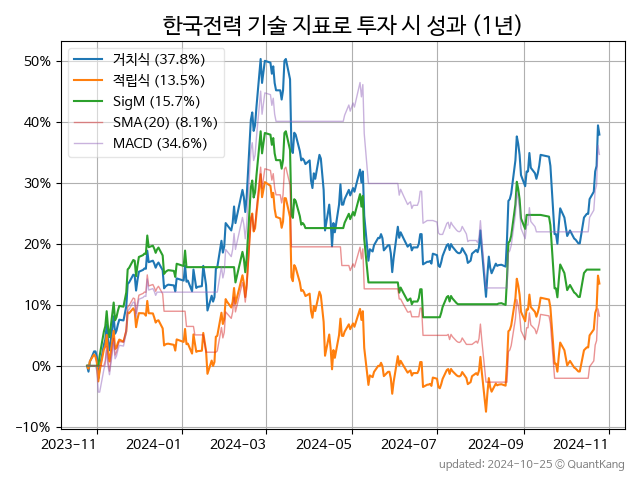 한국전력 기술 지표로 투자 시 성과 (1년)
50%
40%
30%
20%
10%
0%
−10%
거치식 (37.8%)
적립식 (13.5%)
SigM (15.7%)
SMA(20) (8.1%)
MACD (34.6%)
2023-11 2024-01 2024-03 2024-05 2024-07 2024-09 2024-11
updated: 2024-10-25 ⓒ QuantKang